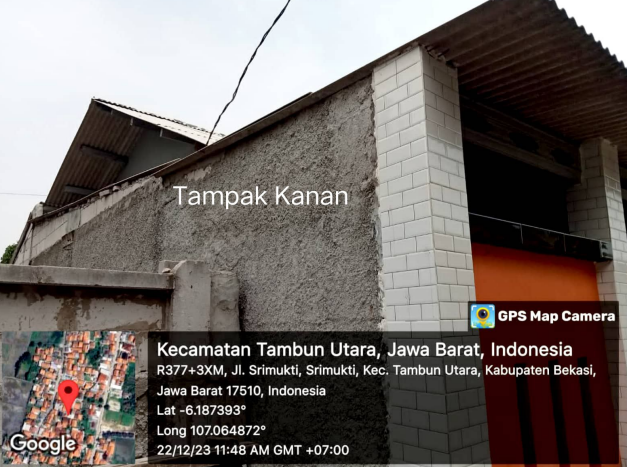 Tampak Kanan
GPS Map Camera
Kecamatan Tambun Utara, Jawa Barat, Indonesia
R377+3XM, Jl. Srimukti, Srimukti, Kec. Tambun Utara, Kabupaten Bekasi,
Jawa Barat 17510, Indonesia
Lat -6.187393°
Long 107.064872°
22/12/23 11:48 AM GMT +07:00
Google